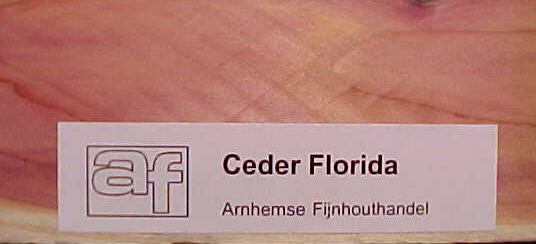 af
Ceder Florida
Arnhemse Fijnhouthandel